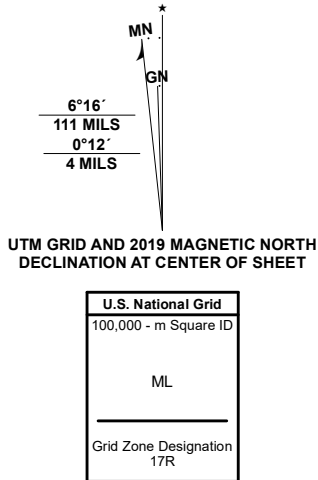 ★
MN
GN
6°16´
111 MILS
0°12´
4 MILS
UTM GRID AND 2019 MAGNETIC NORTH
DECLINATION AT CENTER OF SHEET
U.S. National Grid
100,000 - m Square ID
ML
Grid Zone Designation
17R